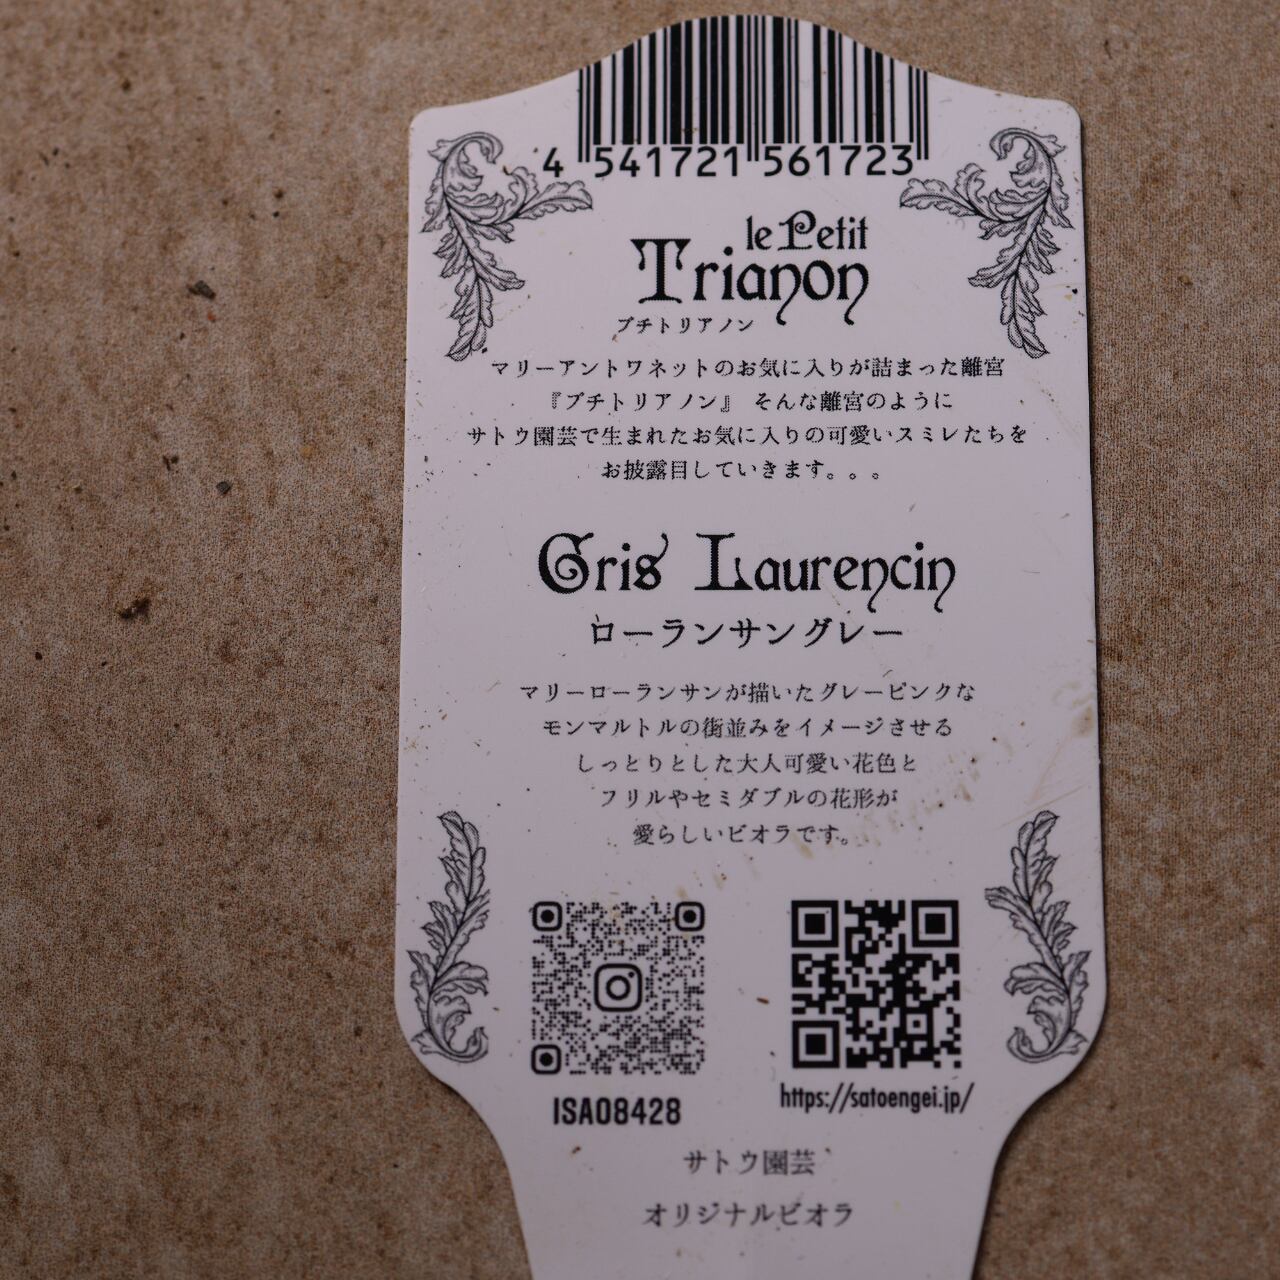 4 541721 561723
le Petit
Trianon
プチトリアノン
マリーアントワネットのお気に入りが詰まった離宮
『プチトリアノン』 そんな離宮のように
サトウ園芸で生まれたお気に入りの可愛いスミレたちを
お披露目していきます。。。
Gris Laurencin
ローランサングレー
マリーローランサンが描いたグレーピンクな
モンマルトルの街並みをイメージさせる
しっとりとした大人可愛い花色と
フリルやセミダブルの花形が
愛らしいビオラです。
ISAO8428
https://satoengei.jp/
サトウ園芸
オリジナルビオラ